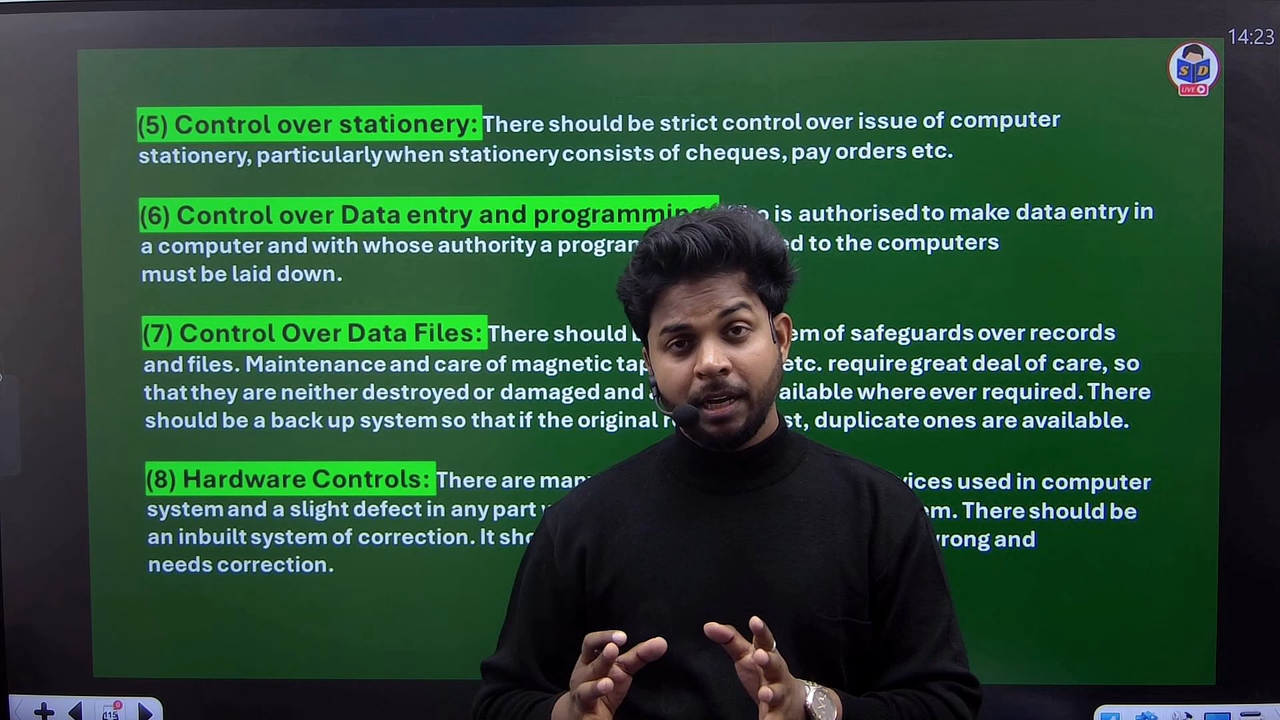 14:23
S D
LIVE
(5) Control over stationery: There should be strict control over issue of computer
stationery, particularly when stationery consists of cheques, pay orders etc.
(6) Control over Data entry and programming is authorised to make data entry in
a computer and with whose authority a to the computers
must be laid down.
(7) Control Over Data Files: There should of safeguards over records
and files. Maintenance and care of magnetic etc. require great deal of care, so
that they are neither destroyed or damaged and where ever required. There
should be a back up system so that if the original duplicate ones are available.
(8) Hardware Controls: There are used in computer
system and a slight defect in any part There should be
an inbuilt system of correction. It and
needs correction.
115